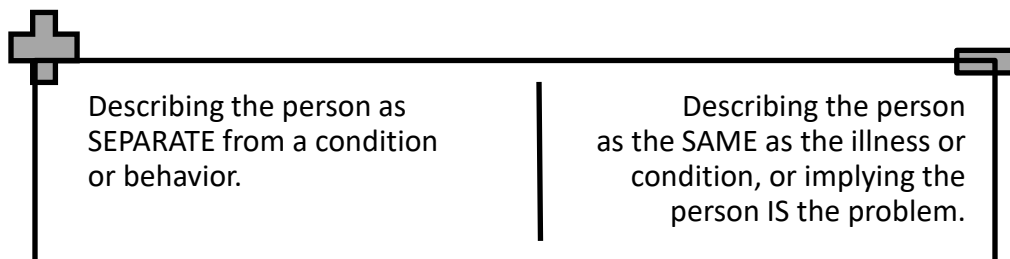 Describing the person as
SEPARATE from a condition
or behavior.
Describing the person
as the SAME as the illness or
condition, or implying the
person IS the problem.